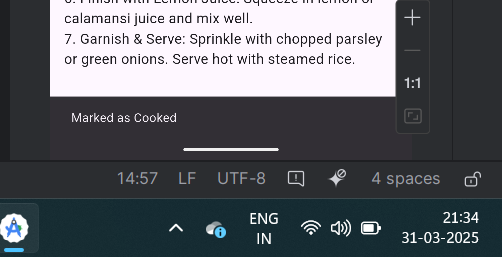 6. Finish with Lemon Juice: Squeeze in lemon or
calamansi juice and mix well.
7. Garnish & Serve: Sprinkle with chopped parsley
or green onions. Serve hot with steamed rice.
1:1
Marked as Cooked
14:57 LF UTF-8 4 spaces
ENG
IN
21:34
31-03-2025